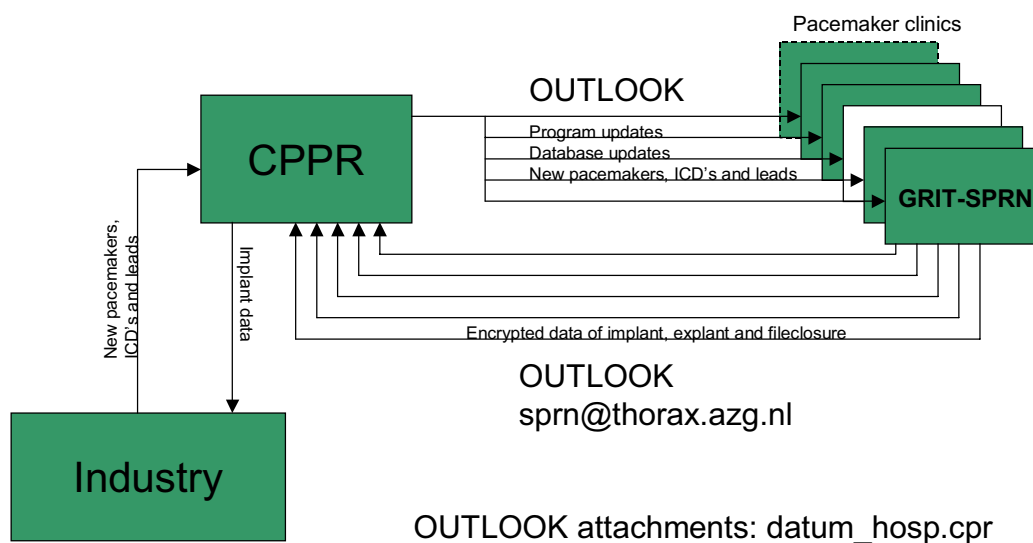 Pacemaker clinics
OUTLOOK
Program updates
Database updates
New pacemakers, ICD's and leads
CPPR
GRIT-SPRN
New pacemakers,
ICD's and leads
Implant data
Encrypted data of implant, explant and fileclosure
OUTLOOK
sprn@thorax.azg.nl
Industry
OUTLOOK attachments: datum_hosp.cpr